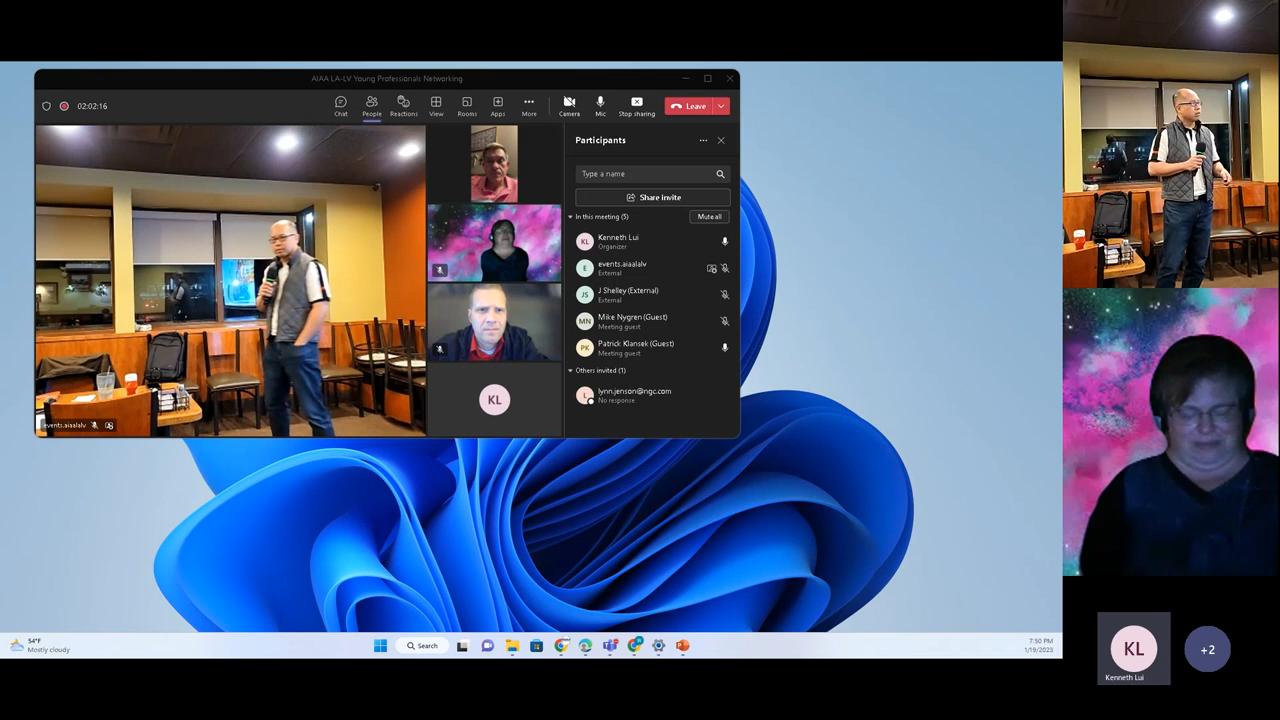 AIAA LA-LV Young Professionals Networking
02:02:16
Chat
People
Reactions
View
Rooms
Apps
More
Camera
Mic
Stop sharing
Leave
Participants
Type a name
Share invite
In this meeting (5)
Mute all
KL
Kenneth Lui
Organizer
E
events.aiaalalv
External
JS
J Shelley (External)
External
MN
Mike Nygren (Guest)
Meeting guest
PK
Patrick Klansek (Guest)
Meeting guest
Others invited (1)
L
lynn.jenson@ngc.com
No response
KL
events.aiaalalv
54°F
Mostly cloudy
Search
7:50 PM
1/19/2023
KL
Kenneth Lui
+2